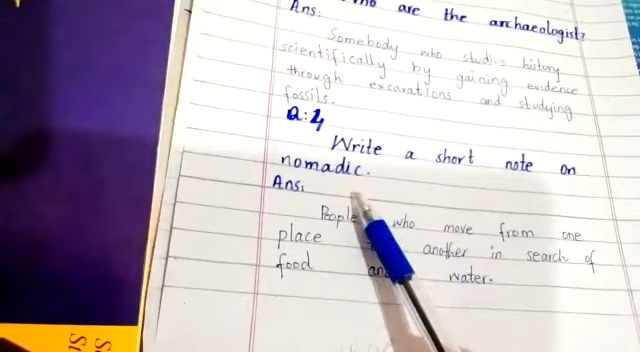 Who are the archaeologist?
Ans:
Somebody who studies history
scientifically by gaining evidence
through excavations and studying
fossils.
Q:4
Write a short note on
nomadic.
Ans:
People who move from one
place another in search of
food and water.